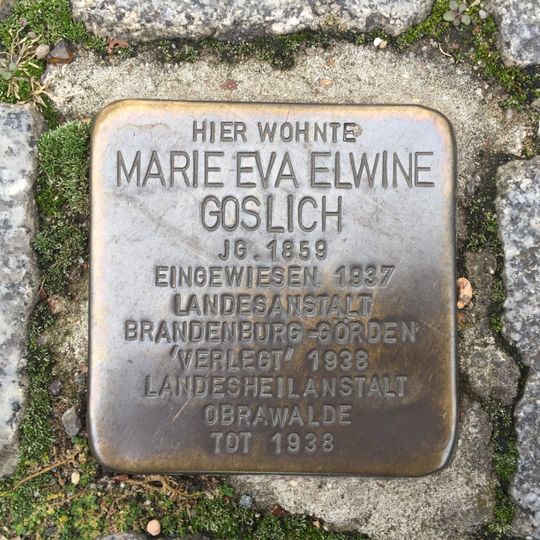 HIER WOHNTE
MARIE EVA ELWINE
GOSLICH
JG. 1859
EINGEWIESEN 1937
LANDESANSTALT
BRANDENBURG-GÖRDEN
'VERLEGT' 1938
LANDESHEILANSTALT
OBRAWALDE
TOT 1938